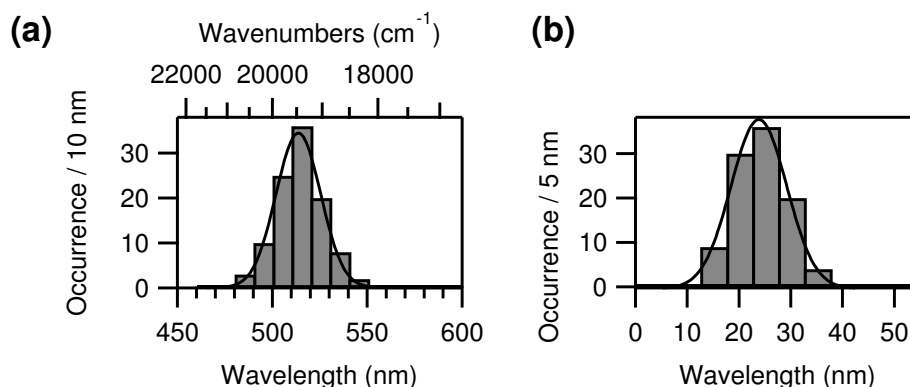 (a)
Wavenumbers (cm⁻¹)
22000 20000 18000
Occurrence / 10 nm
30
20
10
0
450 500 550 600
Wavelength (nm)
(b)
Occurrence / 5 nm
30
20
10
0
0 10 20 30 40 50
Wavelength (nm)